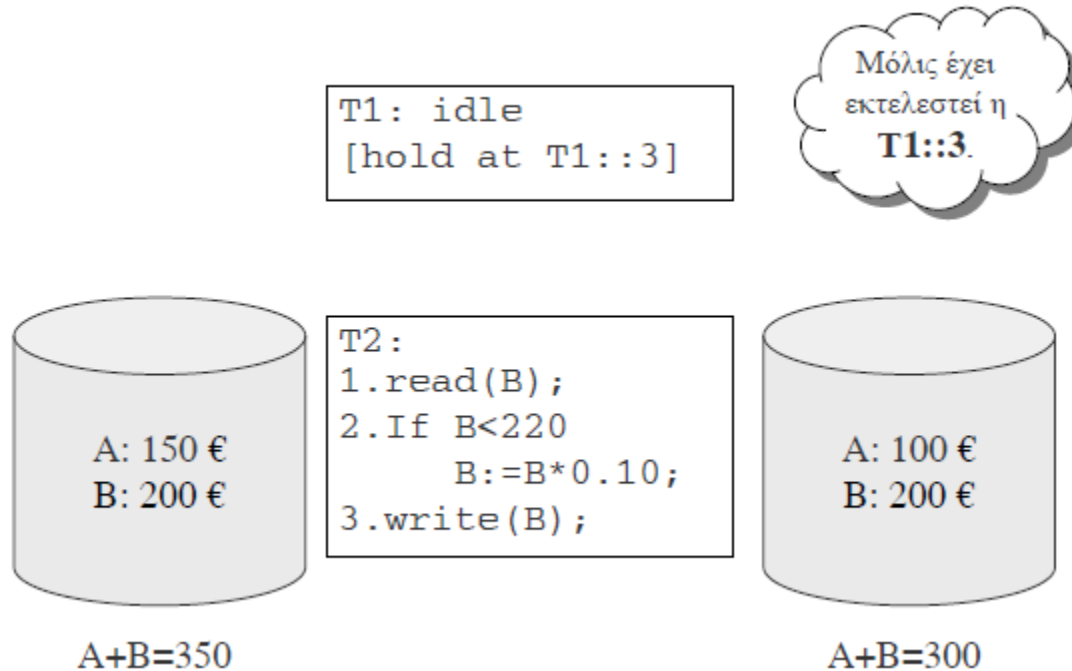 Μόλις έχει
εκτελεστεί η
T1::3.
T1: idle
[hold at T1::3]
T2:
1.read(B);
2.If B<220
B:=B*0.10;
3.write(B);
A: 150 €
B: 200 €
A: 100 €
B: 200 €
A+B=350
A+B=300